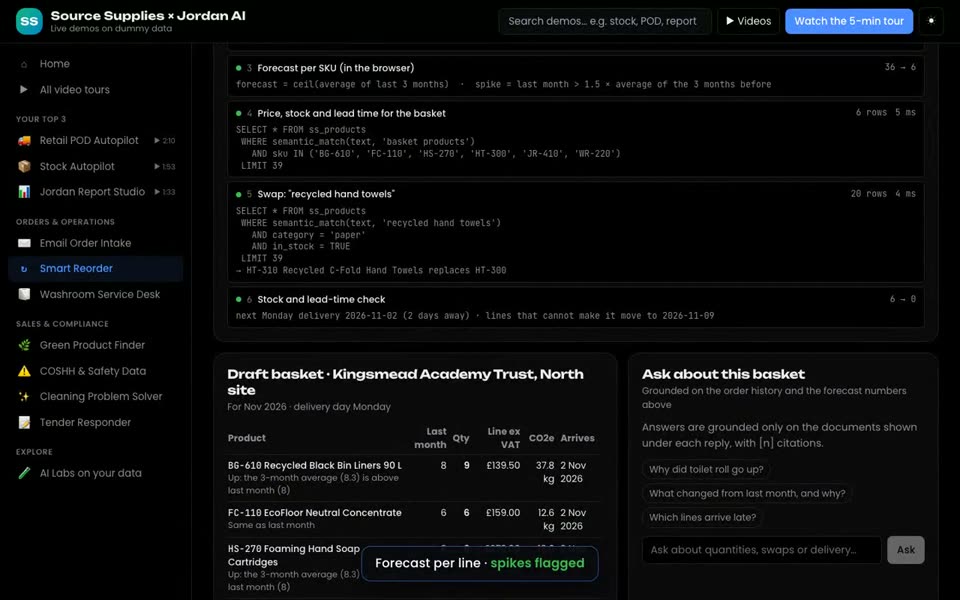 SS
Source Supplies × Jordan AI
Live demos on dummy data
Search demos... e.g. stock, POD, report
▶ Videos
Watch the 5-min tour
Home
All video tours
YOUR TOP 3
Retail POD Autopilot ▶ 2:10
Stock Autopilot ▶ 1:53
Jordan Report Studio ▶ 1:33
ORDERS & OPERATIONS
Email Order Intake
Smart Reorder
Washroom Service Desk
SALES & COMPLIANCE
Green Product Finder
COSHH & Safety Data
Cleaning Problem Solver
Tender Responder
EXPLORE
AI Labs on your data
3 Forecast per SKU (in the browser) 36 → 6
forecast = ceil(average of last 3 months) · spike = last month > 1.5 × average of the 3 months before
4 Price, stock and lead time for the basket 6 rows 5 ms
SELECT * FROM ss_products
WHERE semantic_match(text, 'basket products')
AND sku IN ('BG-610', 'FC-110', 'HS-270', 'HT-300', 'JR-410', 'WR-220')
LIMIT 39
5 Swap: "recycled hand towels" 20 rows 4 ms
SELECT * FROM ss_products
WHERE semantic_match(text, 'recycled hand towels')
AND category = 'paper'
AND in_stock = TRUE
LIMIT 39
→ HT-310 Recycled C-Fold Hand Towels replaces HT-300
6 Stock and lead-time check 6 → 0
next Monday delivery 2026-11-02 (2 days away) · lines that cannot make it move to 2026-11-09
Draft basket · Kingsmead Academy Trust, North
site
For Nov 2026 · delivery day Monday
Product Last month Qty Line ex VAT CO2e Arrives
BG-610 Recycled Black Bin Liners 90 L 8 9 £139.50 37.8 kg 2 Nov 2026
Up: the 3-month average (8.3) is above
last month (8)
FC-110 EcoFloor Neutral Concentrate 6 6 £159.00 12.6 kg 2 Nov 2026
Same as last month
HS-270 Foaming Hand Soap
Cartridges
Up: the 3-month average (8.3)
last month (8)
Forecast per line · spikes flagged
Ask about this basket
Grounded on the order history and the forecast numbers
above
Answers are grounded only on the documents shown
under each reply, with [n] citations.
Why did toilet roll go up?
What changed from last month, and why?
Which lines arrive late?
Ask about quantities, swaps or delivery...
Ask